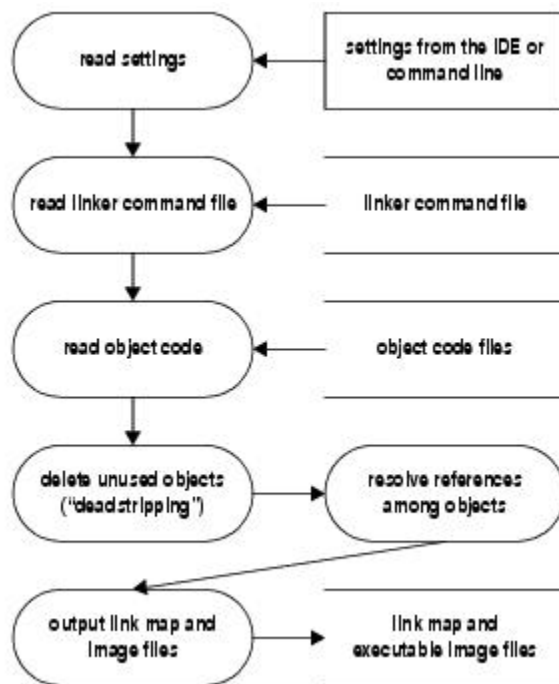 read settings
settings from the IDE or
command line
read linker command file
linker command file
read object code
object code files
delete unused objects
("deadstripping")
resolve references
among objects
output link map and
image files
link map and
executable image files